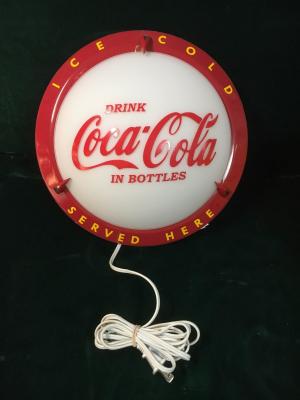 ICE COLD
DRINK
Coca-Cola
IN BOTTLES
SERVED HERE